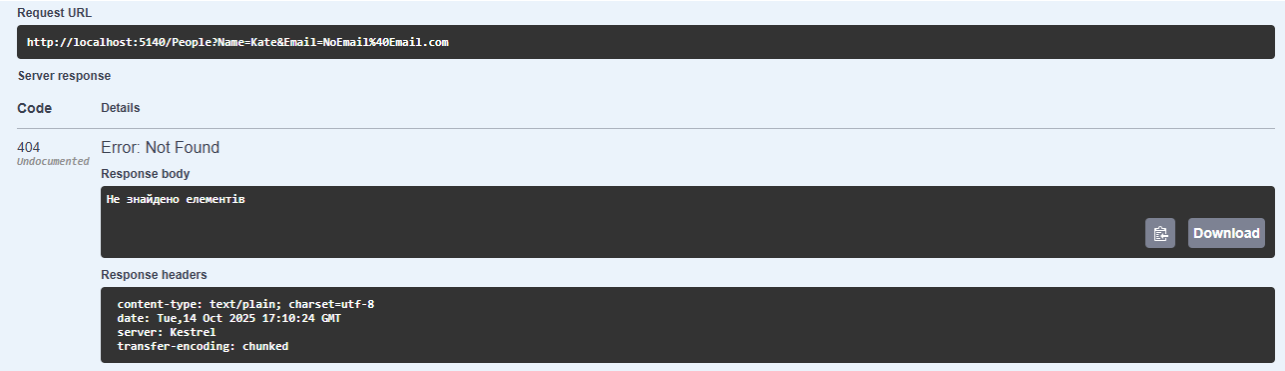 Request URL
http://localhost:5140/People?Name=Kate&Email=NoEmail%40Email.com
Server response
Code Details
404 Error: Not Found
Undocumented
Response body
Не знайдено елементів
Download
Response headers
content-type: text/plain; charset=utf-8
date: Tue,14 Oct 2025 17:10:24 GMT
server: Kestrel
transfer-encoding: chunked